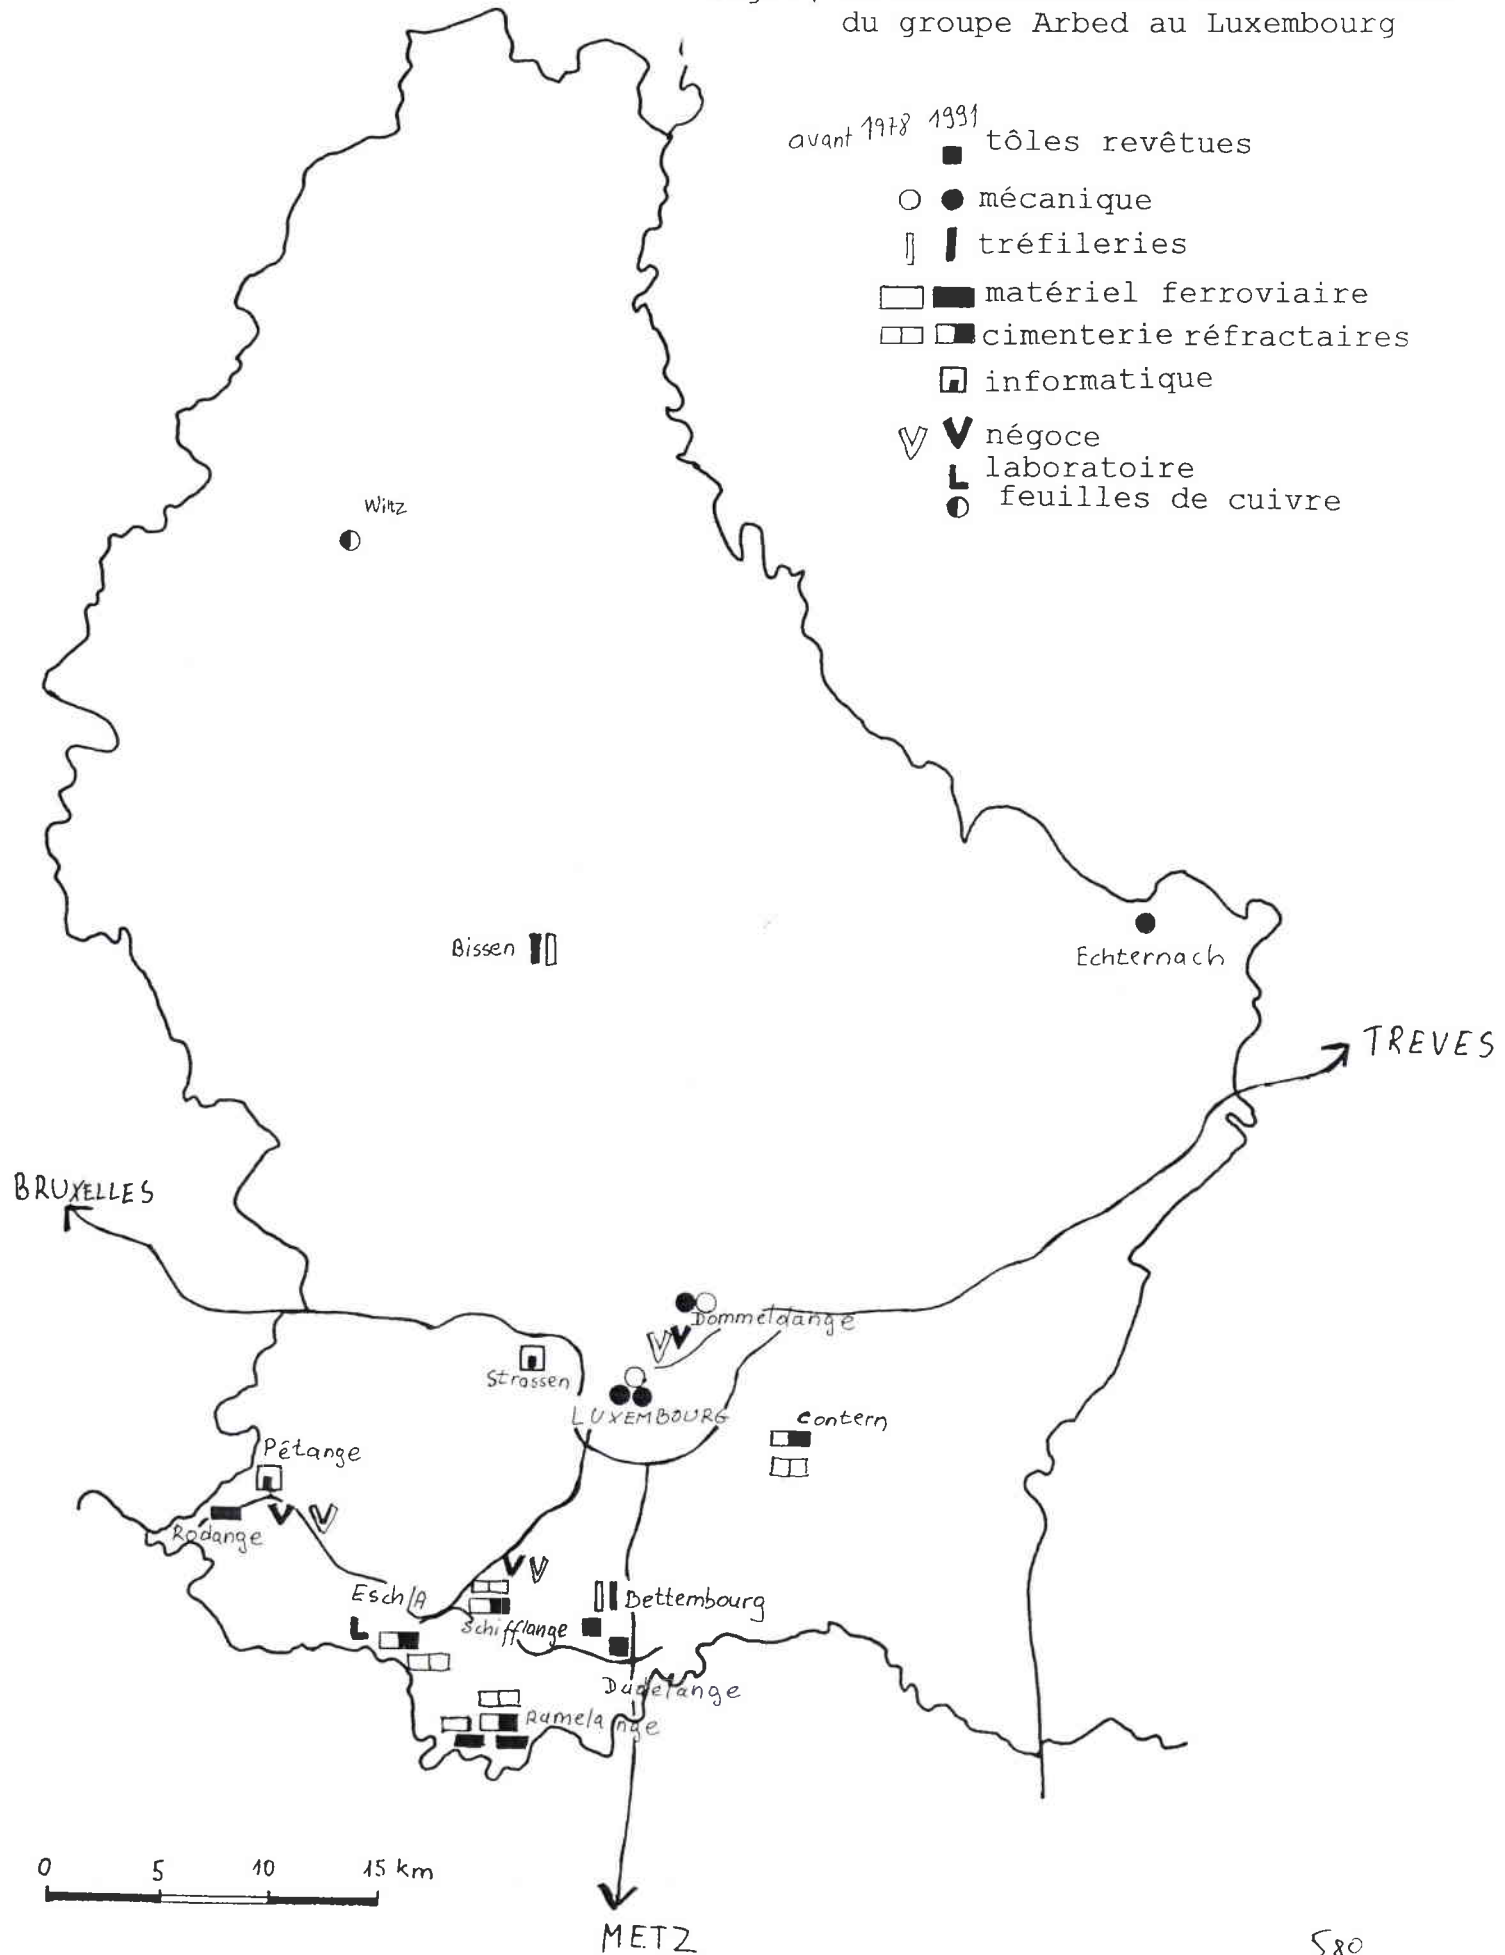 du groupe Arbed au Luxembourg
avant 1978 1991
tôles revêtues
mécanique
tréfileries
matériel ferroviaire
cimenterie réfractaires
informatique
négoce
laboratoire
feuilles de cuivre
Wiltz
Bissen
Echternach
TREVES
BRUXELLES
Dommeldange
Strassen
LUXEMBOURG
Contern
Pétange
Rodange
Esch/A
Bettembourg
Schifflange
Dudelange
Rumelange
0 5 10 15 km
METZ
580